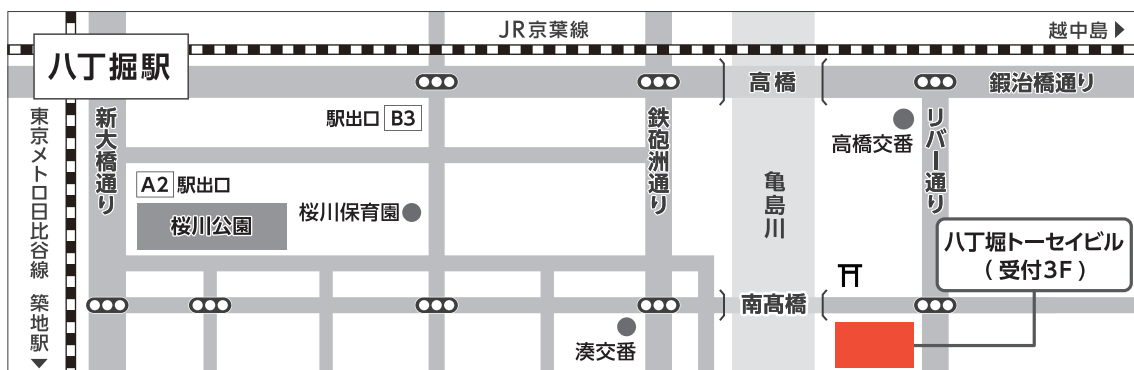 JR京葉線
越中島
八丁掘駅
高橋
鍛治橋通り
東京メトロ日比谷線 築地駅
新大橋通り
駅出口 B3
鉄砲洲通り
高橋交番
リバー通り
A2 駅出口
桜川公園
桜川保育園
亀島川
八丁堀トーセイビル
（ 受付3F ）
南髙橋
湊交番